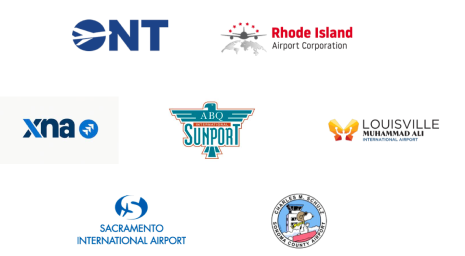 ONT
Rhode Island
Airport Corporation
xna
ABQ
INTERNATIONAL
SUNPORT
LOUISVILLE
MUHAMMAD ALI
INTERNATIONAL AIRPORT
SACRAMENTO
INTERNATIONAL AIRPORT
CHARLES M. SCHULZ
SONOMA COUNTY AIRPORT